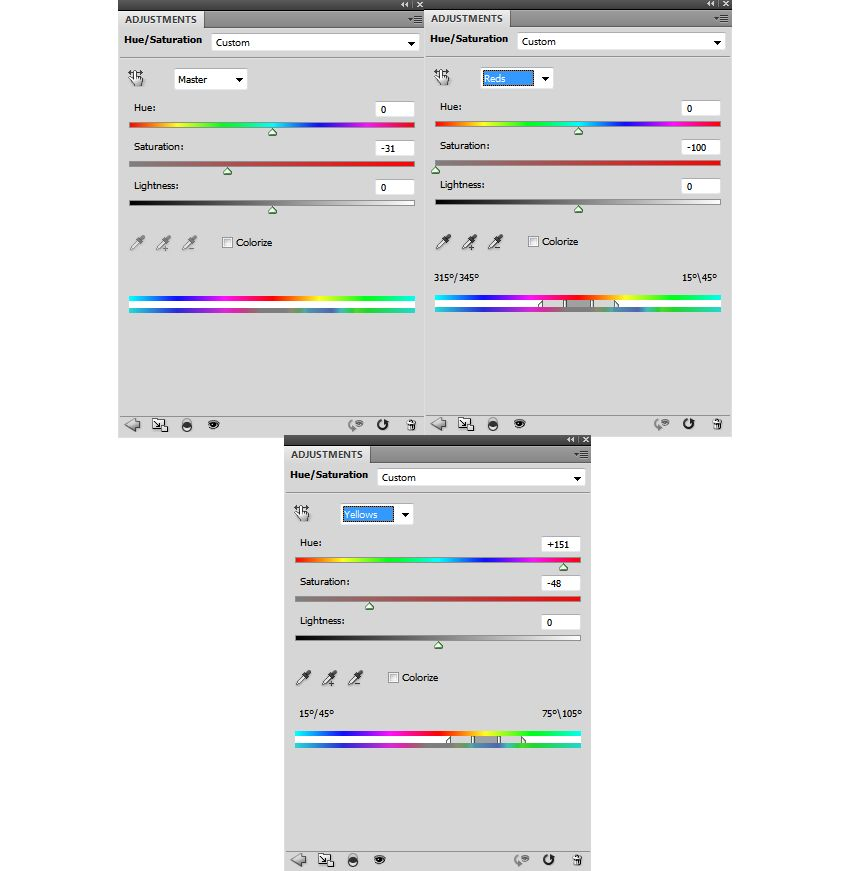 ADJUSTMENTS
Hue/Saturation Custom
Master
Hue: 0
Saturation: -31
Lightness: 0
Colorize
ADJUSTMENTS
Hue/Saturation Custom
Reds
Hue: 0
Saturation: -100
Lightness: 0
Colorize
315°/345° 15°\45°
ADJUSTMENTS
Hue/Saturation Custom
Yellows
Hue: +151
Saturation: -48
Lightness: 0
Colorize
15°/45° 75°\105°